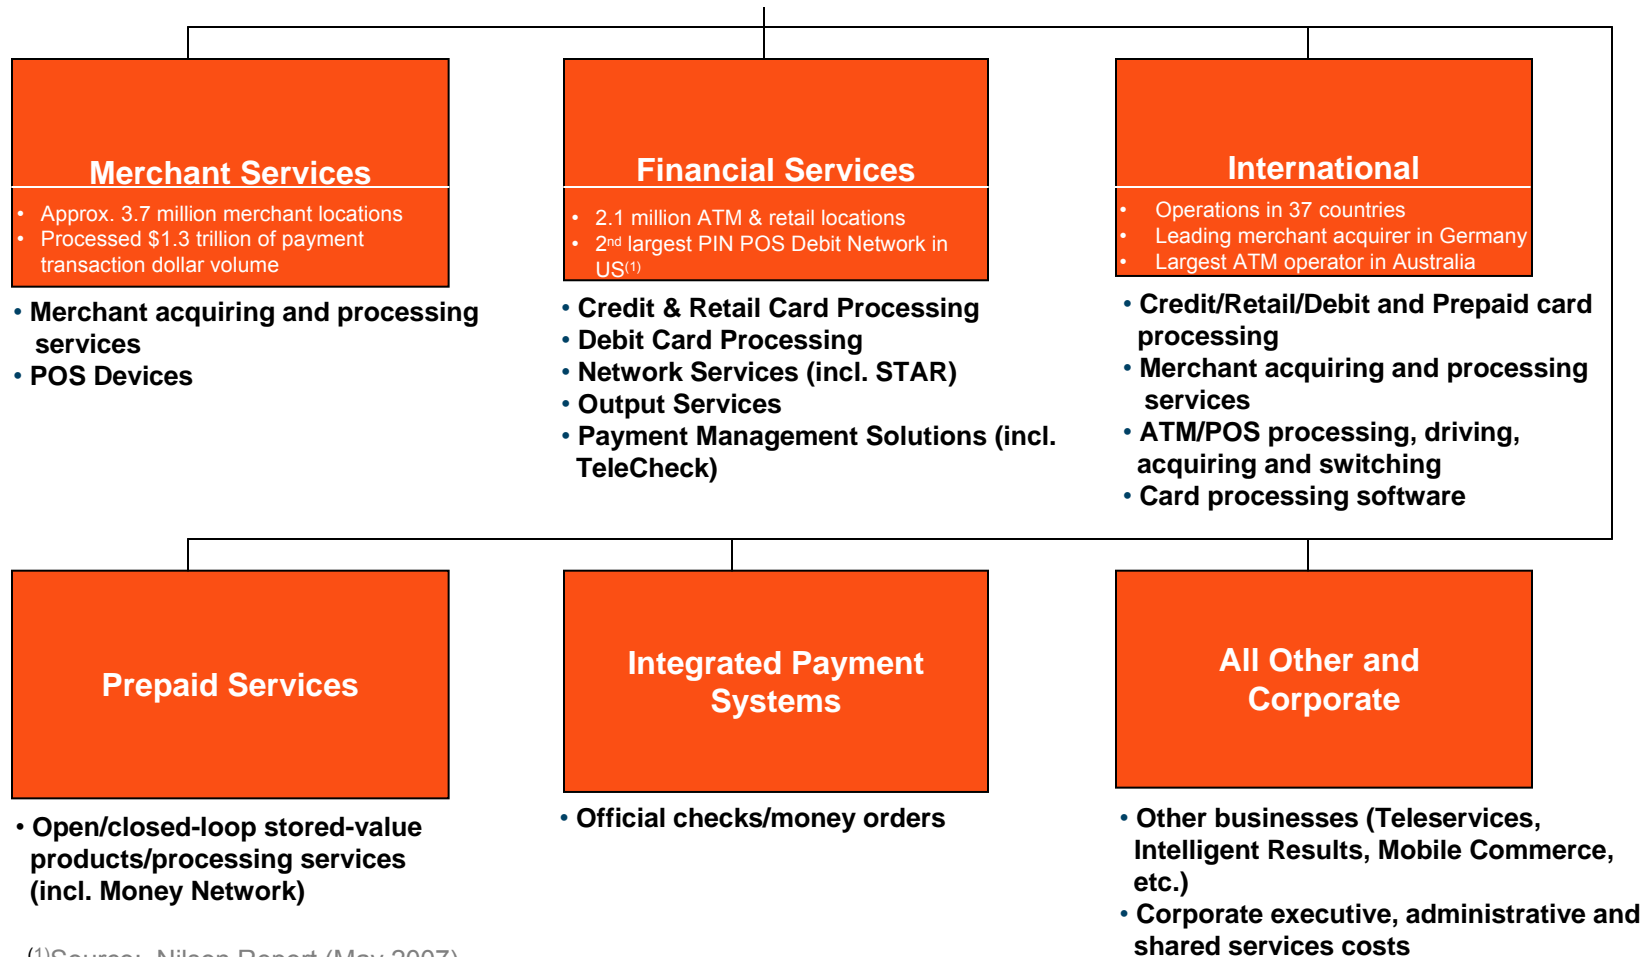 Merchant Services
• Approx. 3.7 million merchant locations
• Processed $1.3 trillion of payment
transaction dollar volume
• Merchant acquiring and processing
services
• POS Devices
Financial Services
• 2.1 million ATM & retail locations
• 2nd largest PIN POS Debit Network in
US(1)
• Credit & Retail Card Processing
• Debit Card Processing
• Network Services (incl. STAR)
• Output Services
• Payment Management Solutions (incl.
TeleCheck)
International
• Operations in 37 countries
• Leading merchant acquirer in Germany
• Largest ATM operator in Australia
• Credit/Retail/Debit and Prepaid card
processing
• Merchant acquiring and processing
services
• ATM/POS processing, driving,
acquiring and switching
• Card processing software
Prepaid Services
• Open/closed-loop stored-value
products/processing services
(incl. Money Network)
Integrated Payment
Systems
• Official checks/money orders
All Other and
Corporate
• Other businesses (Teleservices,
Intelligent Results, Mobile Commerce,
etc.)
• Corporate executive, administrative and
shared services costs
(1)Source: Nilson Report (May 2007)